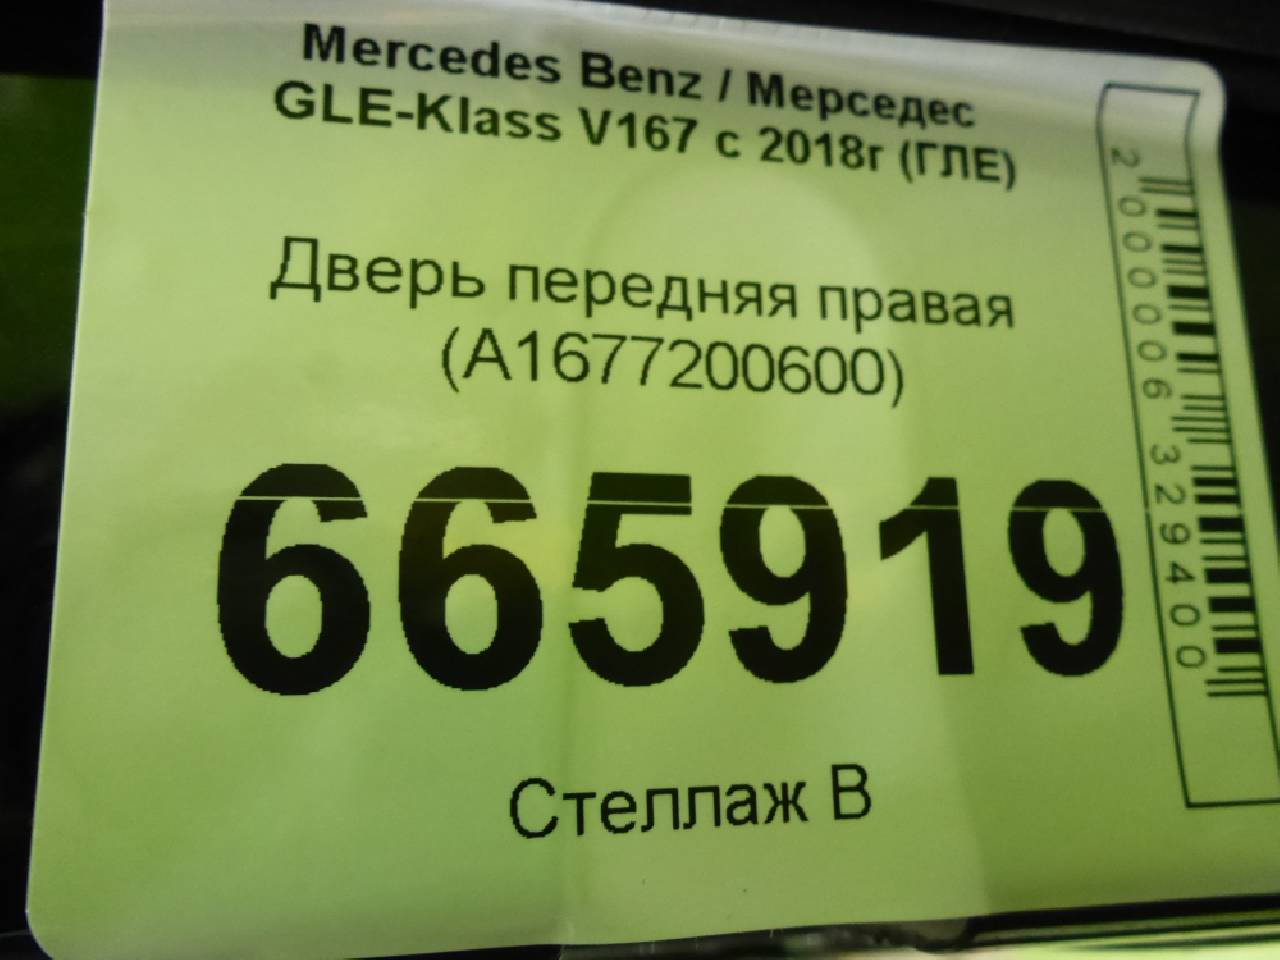 Mercedes Benz / Мерседес
GLE-Klass V167 с 2018г (ГЛЕ)
Дверь передняя правая
(A1677200600)
665919
Стеллаж В
2000006329400